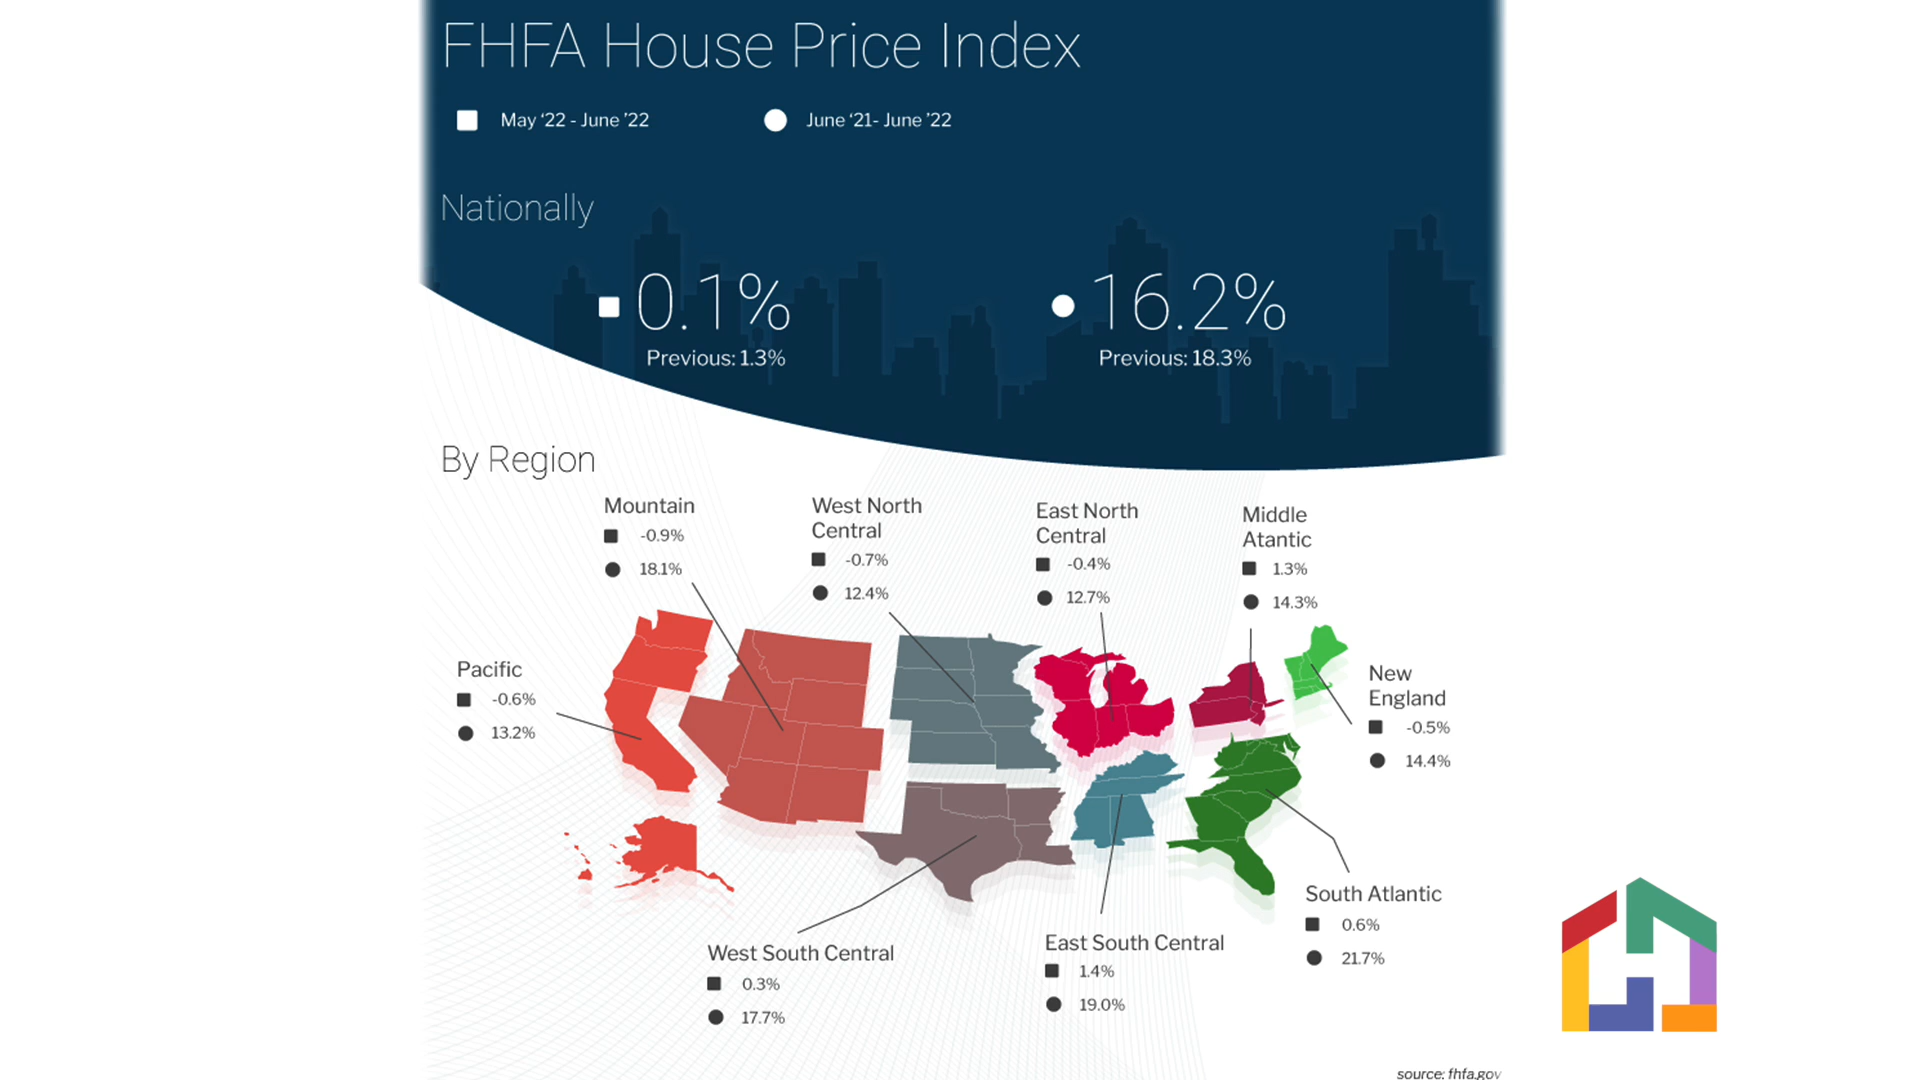 FHFA House Price Index
May ‘22 - June ’22
June ‘21- June ’22
Nationally
0.1%
Previous: 1.3%
16.2%
Previous: 18.3%
By Region
Mountain
-0.9%
18.1%
West North
Central
-0.7%
12.4%
East North
Central
-0.4%
12.7%
Middle
Atantic
1.3%
14.3%
Pacific
-0.6%
13.2%
New
England
-0.5%
14.4%
South Atlantic
0.6%
21.7%
West South Central
0.3%
17.7%
East South Central
1.4%
19.0%
source: fhfa.gov